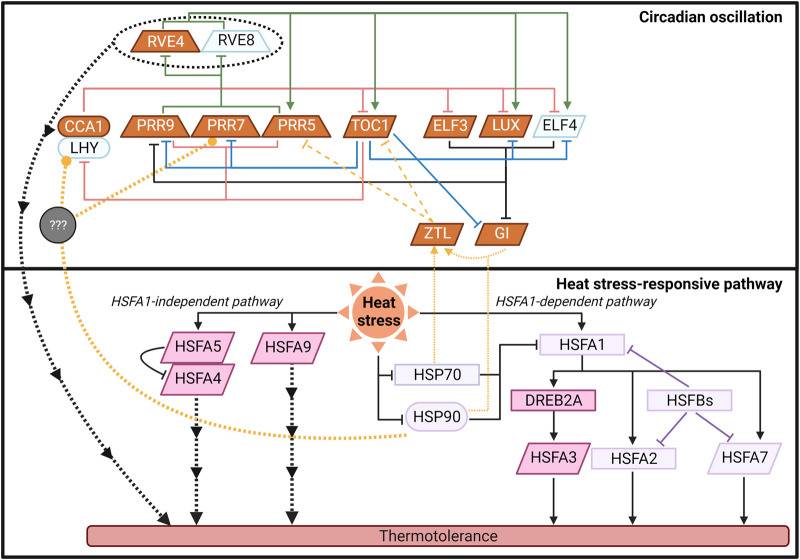 Circadian oscillation
RVE4
RVE8
CCA1
LHY
PRR9
PRR7
PRR5
TOC1
ELF3
LUX
ELF4
???
ZTL
GI
Heat stress-responsive pathway
HSFA1-independent pathway
Heat
stress
HSFA1-dependent pathway
HSFA5
HSFA4
HSFA9
HSP70
HSP90
HSFA1
DREB2A
HSFBs
HSFA3
HSFA2
HSFA7
Thermotolerance